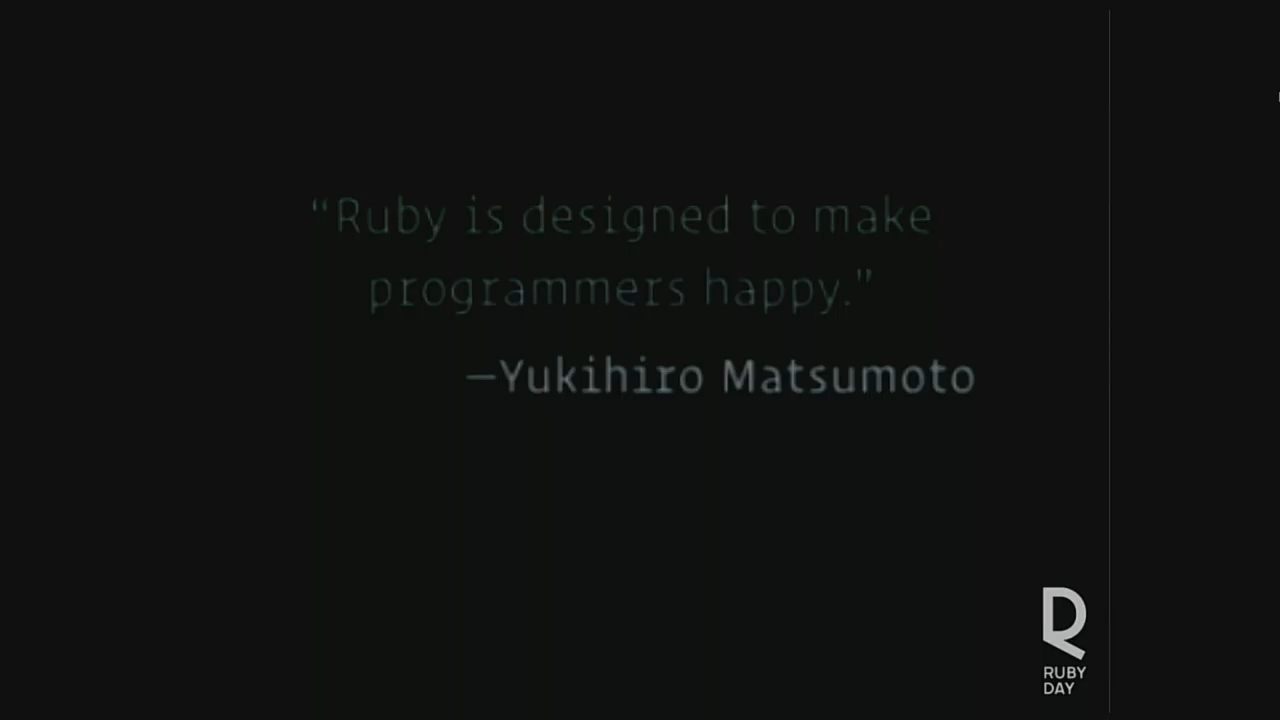 “Ruby is designed to make
programmers happy.”
—Yukihiro Matsumoto
RUBY
DAY